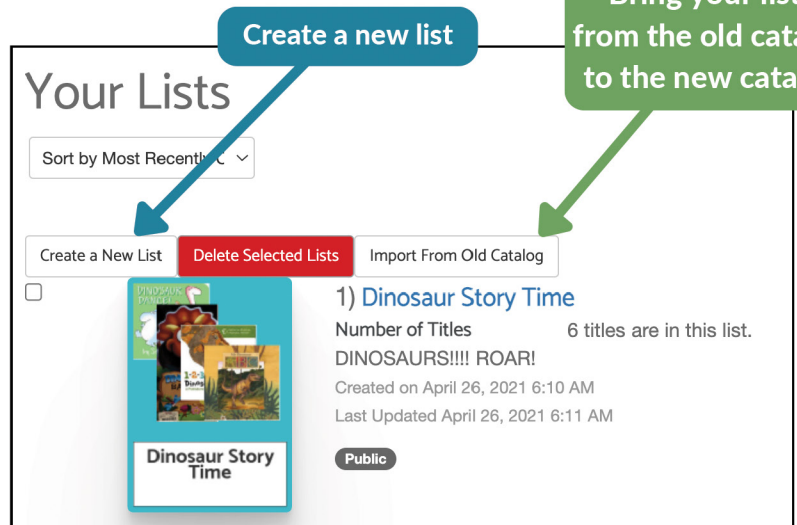 Bring your list
from the old cata
to the new cata
Create a new list
Your Lists
Sort by Most Recently C
Create a New List
Delete Selected Lists
Import From Old Catalog
1) Dinosaur Story Time
Number of Titles 6 titles are in this list.
DINOSAURS!!!! ROAR!
Created on April 26, 2021 6:10 AM
Last Updated April 26, 2021 6:11 AM
Public
DINOSAUR
DANCE!
1-2-3
Dinosaur Story
Time